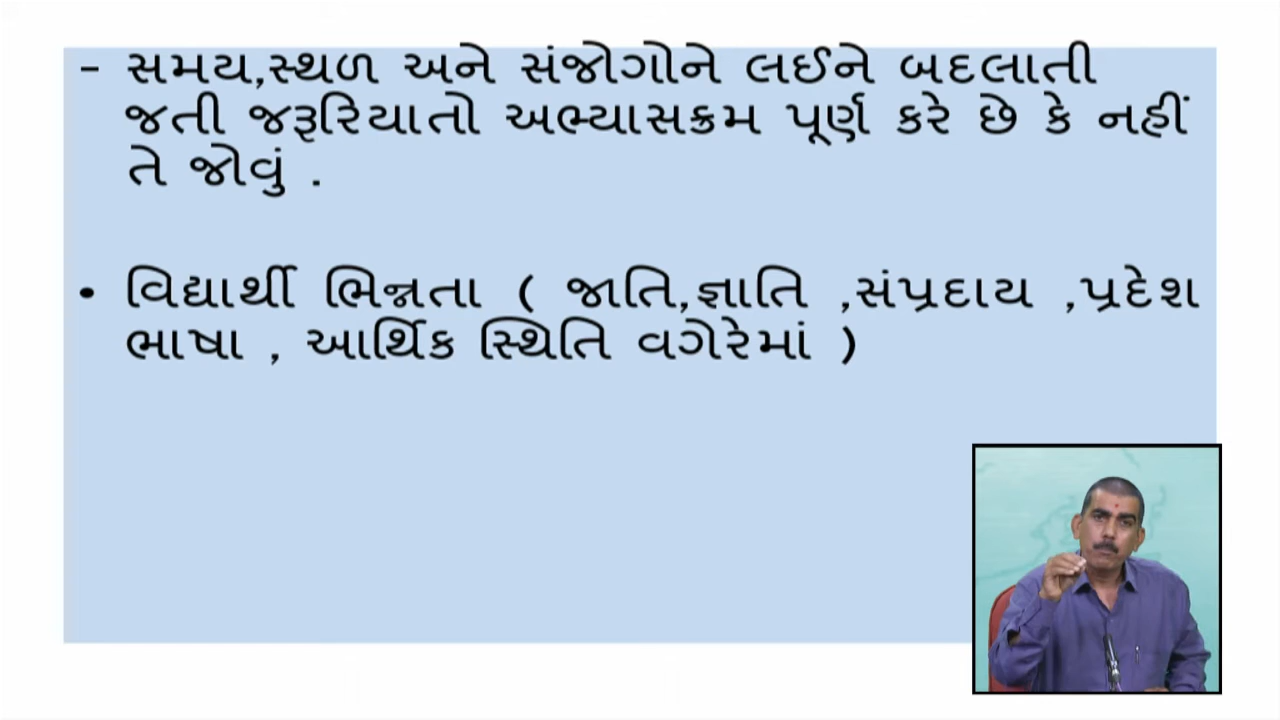 – સમય,સ્થળ અને સંજોગોને લઈને બદલાતી
જતી જરૂરિયાતો અભ્યાસક્રમ પૂર્ણ કરે છે કે નહીં
તે જોવું .
• વિદ્યાર્થી ભિન્નતા ( જાતિ,જ્ઞાતિ ,સંપ્રદાય ,પ્રદેશ
ભાષા , આર્થિક સ્થિતિ વગેરેમાં )